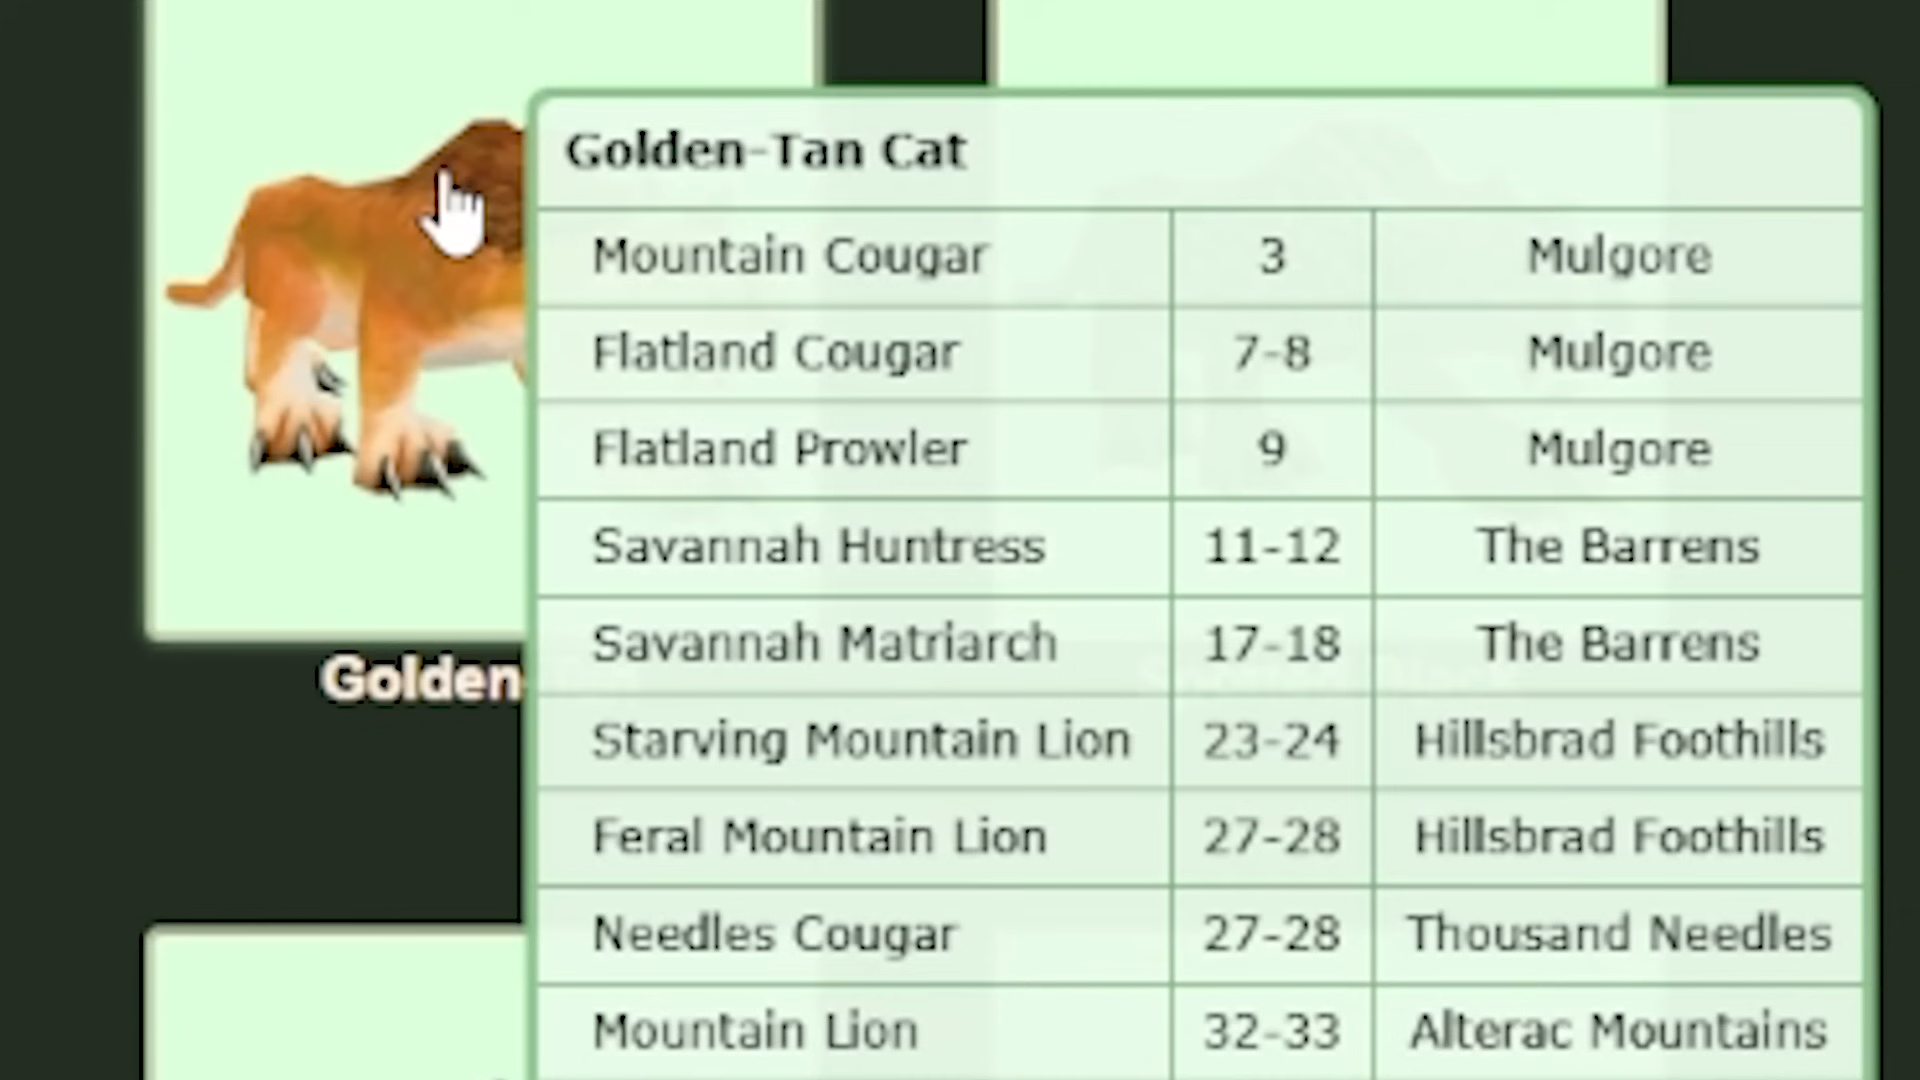 Golden-Tan Cat
Mountain Cougar 3 Mulgore
Flatland Cougar 7-8 Mulgore
Flatland Prowler 9 Mulgore
Savannah Huntress 11-12 The Barrens
Savannah Matriarch 17-18 The Barrens
Golden
Starving Mountain Lion 23-24 Hillsbrad Foothills
Feral Mountain Lion 27-28 Hillsbrad Foothills
Needles Cougar 27-28 Thousand Needles
Mountain Lion 32-33 Alterac Mountains